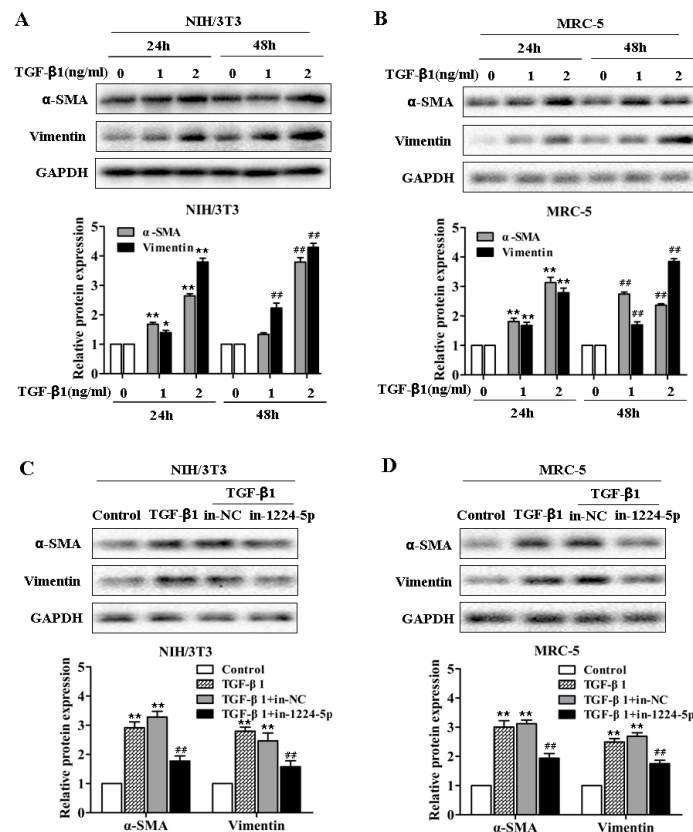 A
NIH/3T3
24h 48h
TGF-β1(ng/ml) 0 1 2 0 1 2
α-SMA
Vimentin
GAPDH
NIH/3T3
Relative protein expression
5
4
3
2
1
0
α-SMA
Vimentin
** * ** ** ## ## ##
TGF-β1(ng/ml) 0 1 2 0 1 2
24h 48h
B
MRC-5
24h 48h
TGF-β1(ng/ml) 0 1 2 0 1 2
α-SMA
Vimentin
GAPDH
MRC-5
Relative protein expression
5
4
3
2
1
0
α-SMA
Vimentin
** ** ** ** ## ## ## ##
TGF-β1(ng/ml) 0 1 2 0 1 2
24h 48h
C
NIH/3T3
TGF-β1
Control TGF-β1 in-NC in-1224-5p
α-SMA
Vimentin
GAPDH
NIH/3T3
Relative protein expression
5
4
3
2
1
0
Control
TGF-β 1
TGF-β 1+in-NC
TGF-β 1+in-1224-5p
** ** ## ** ** ##
α-SMA Vimentin
D
MRC-5
TGF-β1
Control TGF-β1 in-NC in-1224-5p
α-SMA
Vimentin
GAPDH
MRC-5
Relative protein expression
5
4
3
2
1
0
Control
TGF-β 1
TGF-β 1+in-NC
TGF-β 1+in-1224-5p
** ** ## ** ** ##
α-SMA Vimentin